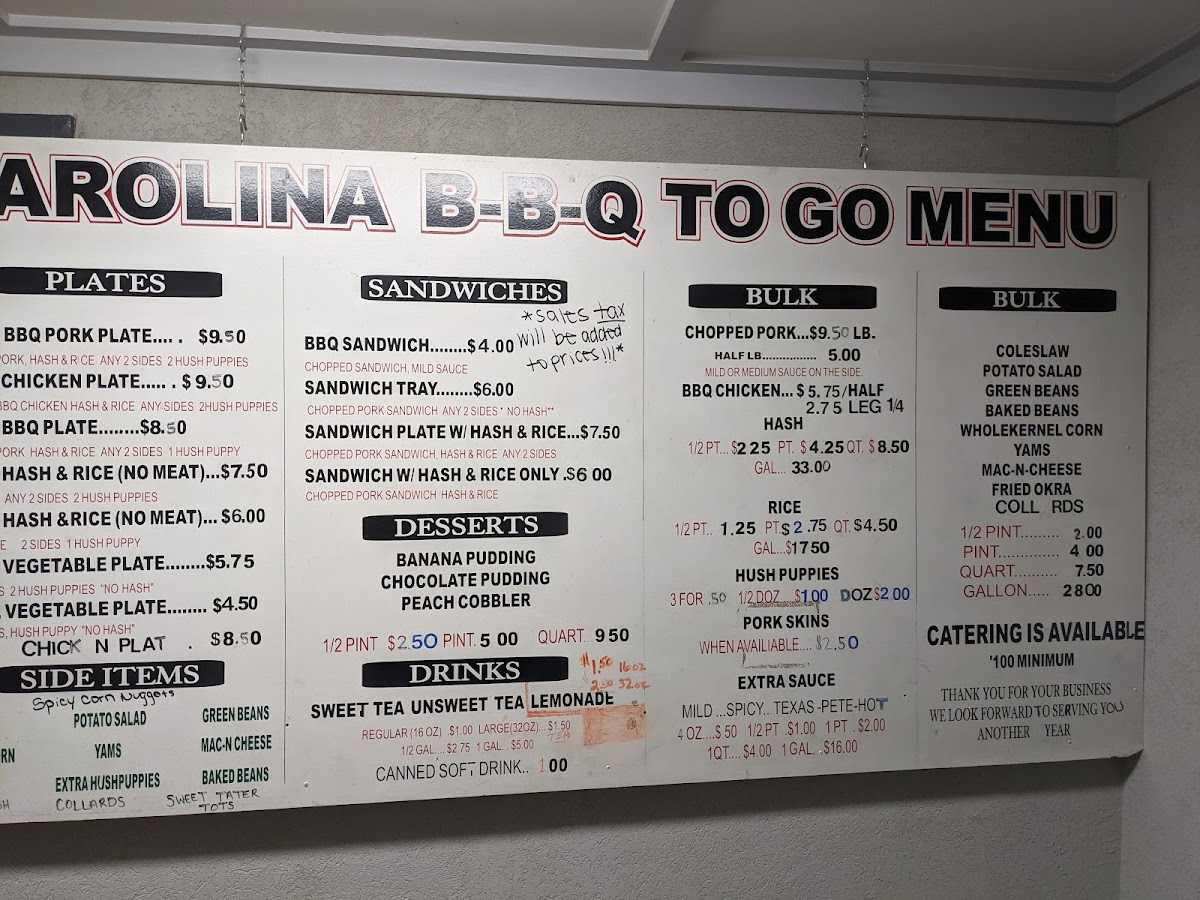 AROLINA B-B-Q TO GO MENU
PLATES
BBQ PORK PLATE.... . $9.50
ORK, HASH & RICE ANY 2 SIDES 2 HUSH PUPPIES
CHICKEN PLATE..... . $9.50
BBQ CHICKEN HASH & RICE ANY SIDES 2HUSH PUPPIES
BBQ PLATE........$8.50
PORK HASH & RICE ANY 2 SIDES 1 HUSH PUPPY
HASH & RICE (NO MEAT)...$7.50
ANY 2 SIDES 2 HUSH PUPPIES
HASH & RICE (NO MEAT)... $6.00
E 2 SIDES 1 HUSH PUPPY
VEGETABLE PLATE........$5.75
S 2 HUSH PUPPIES "NO HASH"
VEGETABLE PLATE........ $4.50
S, HUSH PUPPY "NO HASH"
CHICK N PLAT . $8.50
SIDE ITEMS
Spicy Corn Nuggets
POTATO SALAD GREEN BEANS
RN YAMS MAC-N CHEESE
EXTRA HUSHPUPPIES BAKED BEANS
SH COLLARDS SWEET TATER
TOTS
SANDWICHES
*sales tax
will be added
to prices!!!*
BBQ SANDWICH........$4.00
CHOPPED SANDWICH, MILD SAUCE
SANDWICH TRAY........$6.00
CHOPPED PORK SANDWICH ANY 2 SIDES * NO HASH**
SANDWICH PLATE W/ HASH & RICE...$7.50
CHOPPED PORK SANDWICH, HASH & RICE ANY 2 SIDES
SANDWICH W/ HASH & RICE ONLY .$6 00
CHOPPED PORK SANDWICH HASH & RICE
DESSERTS
BANANA PUDDING
CHOCOLATE PUDDING
PEACH COBBLER
1/2 PINT $2.50 PINT. 5 00 QUART. 9 50
DRINKS
$1.50 16oz
2.00 32oz
SWEET TEA UNSWEET TEA LEMONADE
REGULAR (16 OZ) $1.00 LARGE(32OZ)...$1.50
TEA
1/2 GAL.... $2.75 1 GAL. . $5.00
CANNED SOFT DRINK.. 1 00
BULK
CHOPPED PORK...$9.50 LB.
HALF LB................ 5.00
MILD OR MEDIUM SAUCE ON THE SIDE.
BBQ CHICKEN... $ 5.75/HALF
2.75 LEG 1/4
HASH
1/2 PT... $2 25 PT. $ 4.25 QT. $ 8.50
GAL... 33.00
RICE
1/2 PT.. 1.25 PT.$ 2 .75 QT. $4.50
GAL...$17 50
HUSH PUPPIES
3 FOR .50 1/2 DOZ ... $1.00 DOZ $2 00
PORK SKINS
WHEN AVAILIABLE.... $2.50
EXTRA SAUCE
MILD ...SPICY.. TEXAS -PETE-HOT
4 OZ....$ 50 1/2 PT .$1.00 1 PT . $2.00
1QT.... $4.00 1 GAL. . .$16.00
BULK
COLESLAW
POTATO SALAD
GREEN BEANS
BAKED BEANS
WHOLEKERNEL CORN
YAMS
MAC-N-CHEESE
FRIED OKRA
COLL RDS
1/2 PINT......... 2.00
PINT.............. 4 00
QUART.......... 7.50
GALLON..... 28 00
CATERING IS AVAILABLE
'100 MINIMUM
THANK YOU FOR YOUR BUSINESS
WE LOOK FORWARD TO SERVING YOU
ANOTHER YEAR